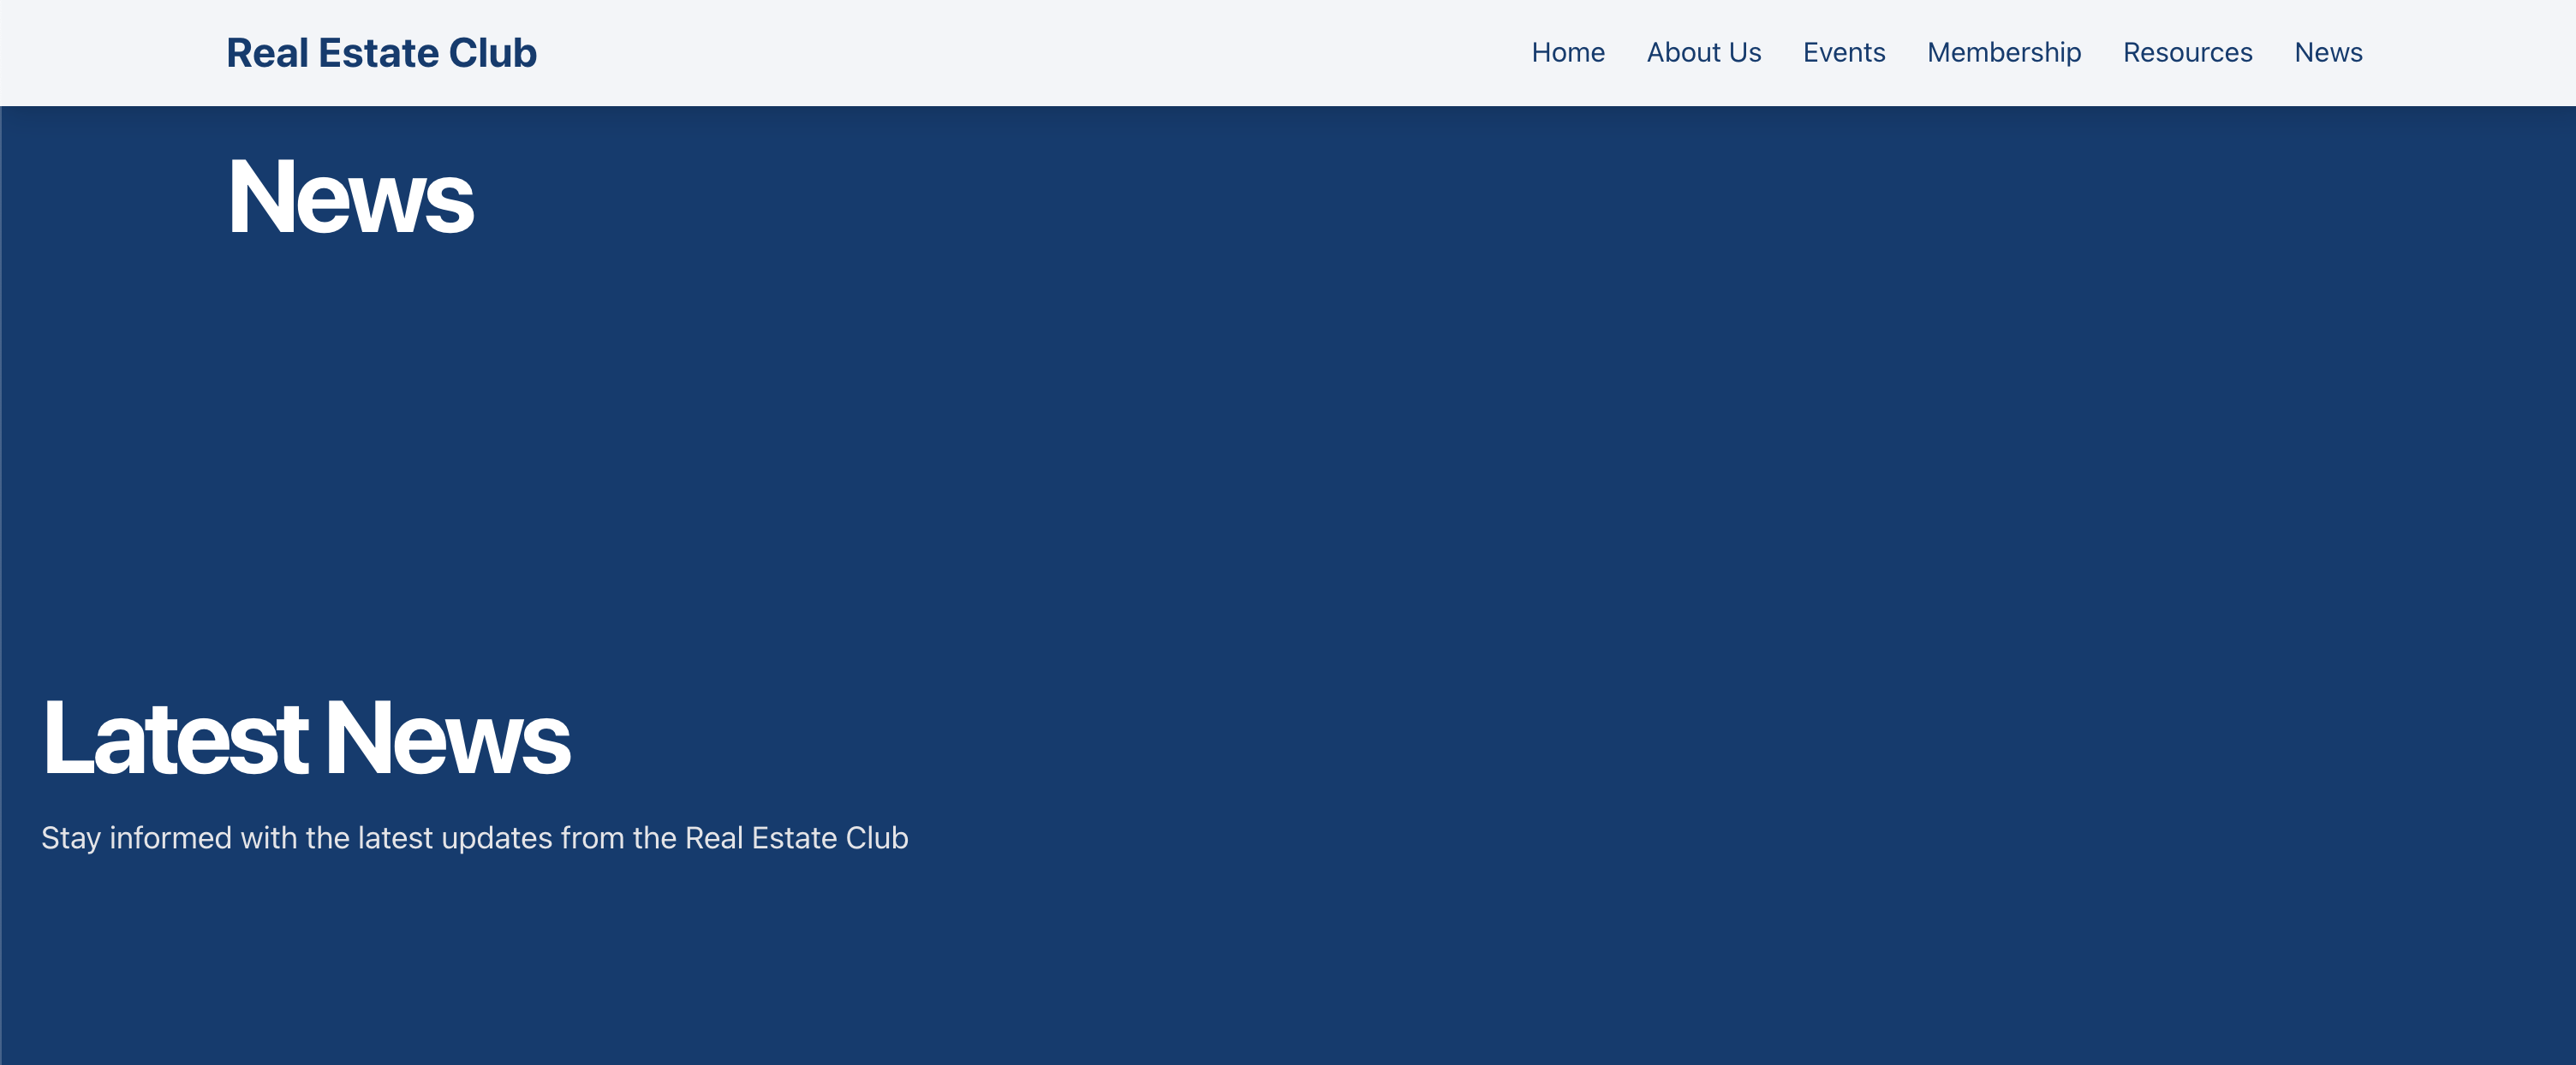 Real Estate Club
Home About Us Events Membership Resources News
News
Latest News
Stay informed with the latest updates from the Real Estate Club